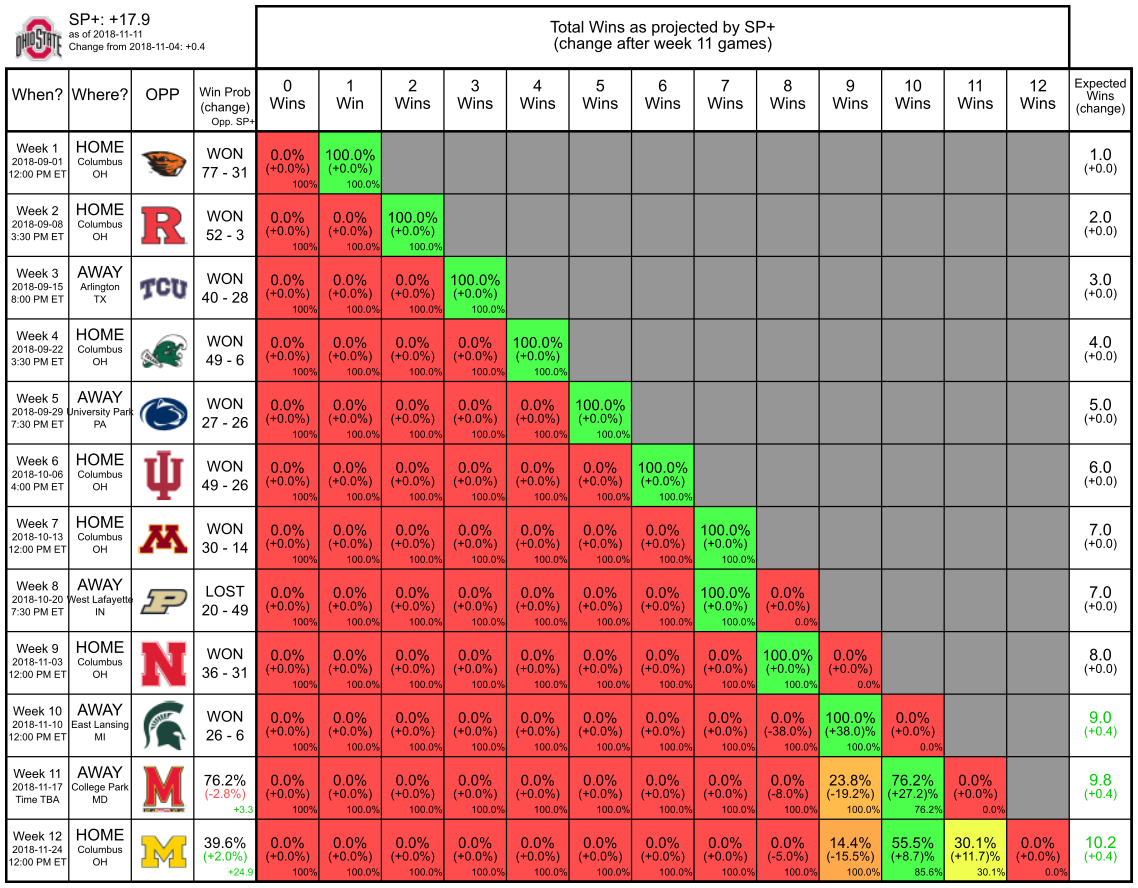 OHIO STATE
SP+: +17.9
as of 2018-11-11
Change from 2018-11-04: +0.4
Total Wins as projected by SP+
(change after week 11 games)
When? Where? OPP Win Prob (change) Opp. SP+ 0 Wins 1 Win 2 Wins 3 Wins 4 Wins 5 Wins 6 Wins 7 Wins 8 Wins 9 Wins 10 Wins 11 Wins 12 Wins Expected Wins (change)
Week 1 HOME WON 0.0% 100.0% 1.0
2018-09-01 Columbus (+0.0%) (+0.0%) (+0.0)
12:00 PM ET OH 77 - 31 100% 100.0%
Week 2 HOME R WON 0.0% 0.0% 100.0% 2.0
2018-09-08 Columbus (+0.0%) (+0.0%) (+0.0%) (+0.0)
3:30 PM ET OH 52 - 3 100% 100.0% 100.0%
Week 3 AWAY TCU WON 0.0% 0.0% 0.0% 100.0% 3.0
2018-09-15 Arlington (+0.0%) (+0.0%) (+0.0%) (+0.0%) (+0.0)
8:00 PM ET TX 40 - 28 100% 100.0% 100.0% 100.0%
Week 4 HOME WON 0.0% 0.0% 0.0% 0.0% 100.0% 4.0
2018-09-22 Columbus (+0.0%) (+0.0%) (+0.0%) (+0.0%) (+0.0%) (+0.0)
3:30 PM ET OH 49 - 6 100% 100.0% 100.0% 100.0% 100.0%
Week 5 AWAY WON 0.0% 0.0% 0.0% 0.0% 0.0% 100.0% 5.0
2018-09-29 University Park (+0.0%) (+0.0%) (+0.0%) (+0.0%) (+0.0%) (+0.0%) (+0.0)
7:30 PM ET PA 27 - 26 100% 100.0% 100.0% 100.0% 100.0% 100.0%
Week 6 HOME WON 0.0% 0.0% 0.0% 0.0% 0.0% 0.0% 100.0% 6.0
2018-10-06 Columbus (+0.0%) (+0.0%) (+0.0%) (+0.0%) (+0.0%) (+0.0%) (+0.0%) (+0.0)
4:00 PM ET OH 49 - 26 100% 100.0% 100.0% 100.0% 100.0% 100.0% 100.0%
Week 7 HOME M WON 0.0% 0.0% 0.0% 0.0% 0.0% 0.0% 0.0% 100.0% 7.0
2018-10-13 Columbus (+0.0%) (+0.0%) (+0.0%) (+0.0%) (+0.0%) (+0.0%) (+0.0%) (+0.0%) (+0.0)
12:00 PM ET OH 30 - 14 100% 100.0% 100.0% 100.0% 100.0% 100.0% 100.0% 100.0%
Week 8 AWAY P LOST 0.0% 0.0% 0.0% 0.0% 0.0% 0.0% 0.0% 100.0% 0.0% 7.0
2018-10-20 West Lafayette (+0.0%) (+0.0%) (+0.0%) (+0.0%) (+0.0%) (+0.0%) (+0.0%) (+0.0%) (+0.0%) (+0.0)
7:30 PM ET IN 20 - 49 100% 100.0% 100.0% 100.0% 100.0% 100.0% 100.0% 100.0% 0.0%
Week 9 HOME N WON 0.0% 0.0% 0.0% 0.0% 0.0% 0.0% 0.0% 0.0% 100.0% 0.0% 8.0
2018-11-03 Columbus (+0.0%) (+0.0%) (+0.0%) (+0.0%) (+0.0%) (+0.0%) (+0.0%) (+0.0%) (+0.0%) (+0.0%) (+0.0)
12:00 PM ET OH 36 - 31 100% 100.0% 100.0% 100.0% 100.0% 100.0% 100.0% 100.0% 100.0% 0.0%
Week 10 AWAY WON 0.0% 0.0% 0.0% 0.0% 0.0% 0.0% 0.0% 0.0% 0.0% 100.0% 0.0% 9.0
2018-11-10 East Lansing (+0.0%) (+0.0%) (+0.0%) (+0.0%) (+0.0%) (+0.0%) (+0.0%) (+0.0%) (-38.0%) (+38.0)% (+0.0%) (+0.4)
12:00 PM ET MI 26 - 6 100% 100.0% 100.0% 100.0% 100.0% 100.0% 100.0% 100.0% 100.0% 100.0% 0.0%
Week 11 AWAY M 76.2% 0.0% 0.0% 0.0% 0.0% 0.0% 0.0% 0.0% 0.0% 0.0% 23.8% 76.2% 0.0% 9.8
2018-11-17 College Park (-2.8%) (+0.0%) (+0.0%) (+0.0%) (+0.0%) (+0.0%) (+0.0%) (+0.0%) (+0.0%) (-8.0%) (-19.2%) (+27.2)% (+0.0%) (+0.4)
Time TBA MD +3.3 100% 100.0% 100.0% 100.0% 100.0% 100.0% 100.0% 100.0% 100.0% 100.0% 76.2% 0.0%
Week 12 HOME M 39.6% 0.0% 0.0% 0.0% 0.0% 0.0% 0.0% 0.0% 0.0% 0.0% 14.4% 55.5% 30.1% 0.0% 10.2
2018-11-24 Columbus (+2.0%) (+0.0%) (+0.0%) (+0.0%) (+0.0%) (+0.0%) (+0.0%) (+0.0%) (+0.0%) (-5.0%) (-15.5%) (+8.7)% (+11.7)% (+0.0%) (+0.4)
12:00 PM ET OH +24.9 100% 100.0% 100.0% 100.0% 100.0% 100.0% 100.0% 100.0% 100.0% 100.0% 85.6% 30.1% 0.0%